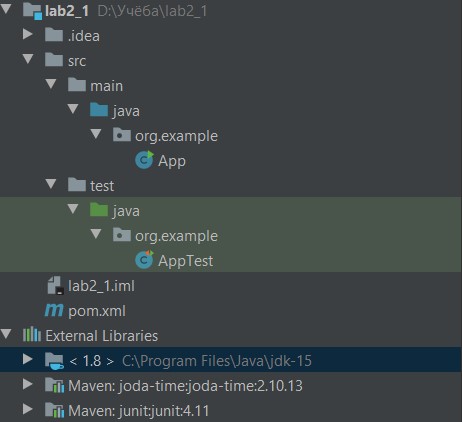 lab2_1 D:\Учёба\lab2_1
.idea
src
main
java
org.example
App
test
java
org.example
AppTest
lab2_1.iml
pom.xml
External Libraries
< 1.8 > C:\Program Files\Java\jdk-15
Maven: joda-time:joda-time:2.10.13
Maven: junit:junit:4.11